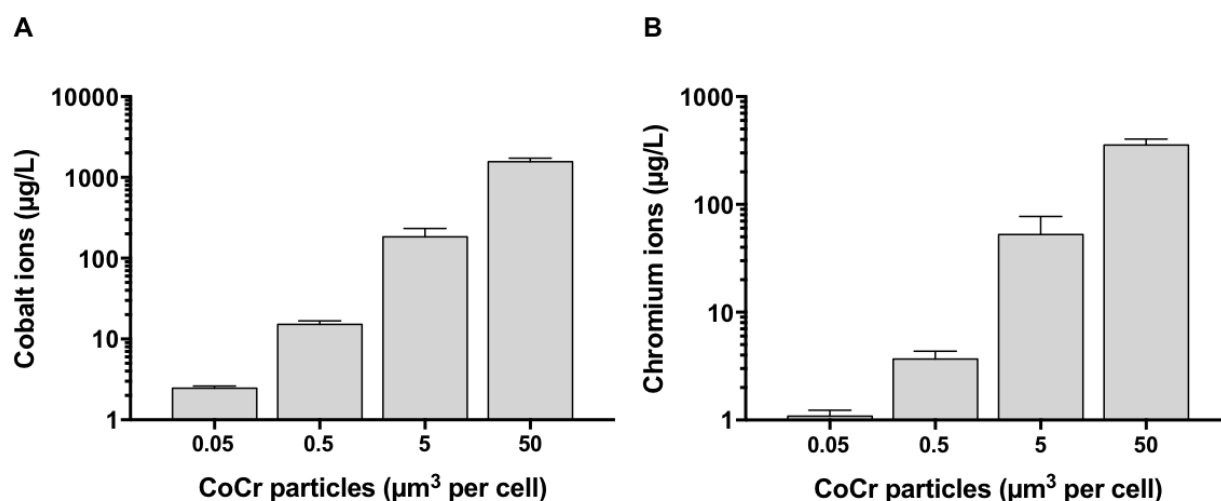 A
Cobalt ions (µg/L)
10000
1000
100
10
1
0.05 0.5 5 50
CoCr particles (µm³ per cell)
B
Chromium ions (µg/L)
1000
100
10
1
0.05 0.5 5 50
CoCr particles (µm³ per cell)